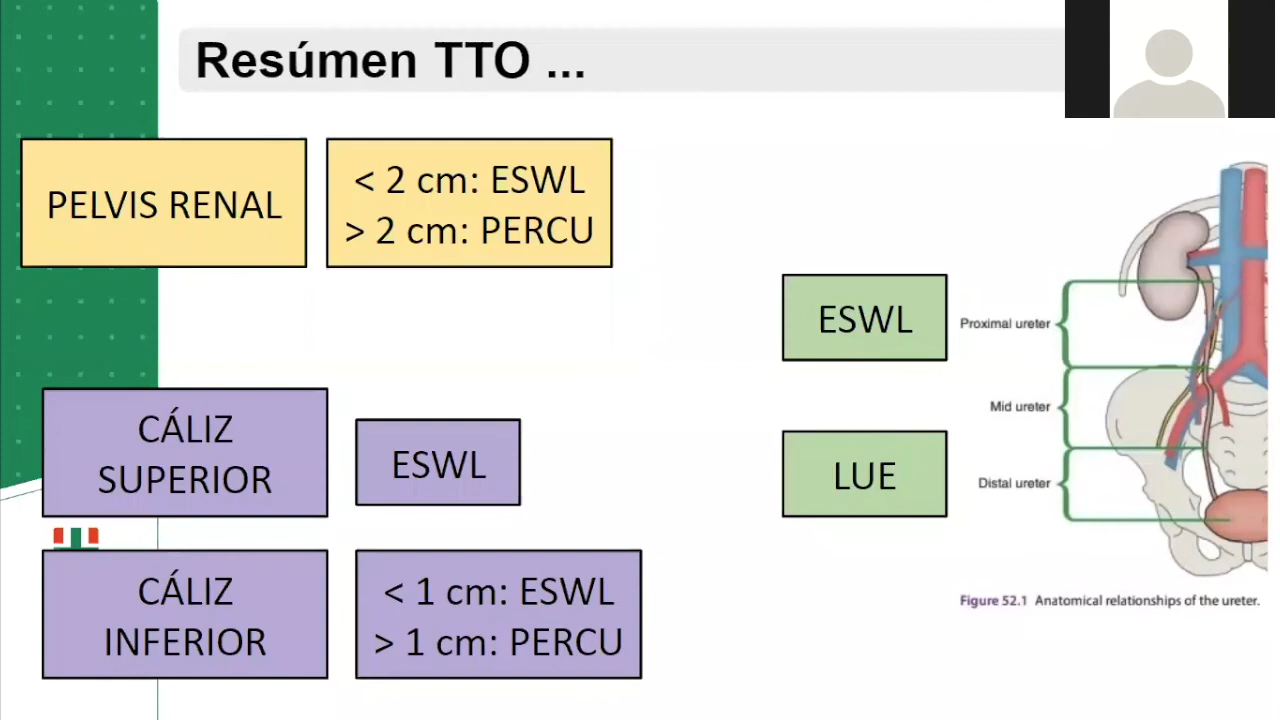 Resúmen TTO ...
PELVIS RENAL
< 2 cm: ESWL
> 2 cm: PERCU
CÁLIZ
SUPERIOR
ESWL
CÁLIZ
INFERIOR
< 1 cm: ESWL
> 1 cm: PERCU
ESWL
LUE
Proximal ureter
Mid ureter
Distal ureter
Figure 52.1 Anatomical relationships of the ureter.